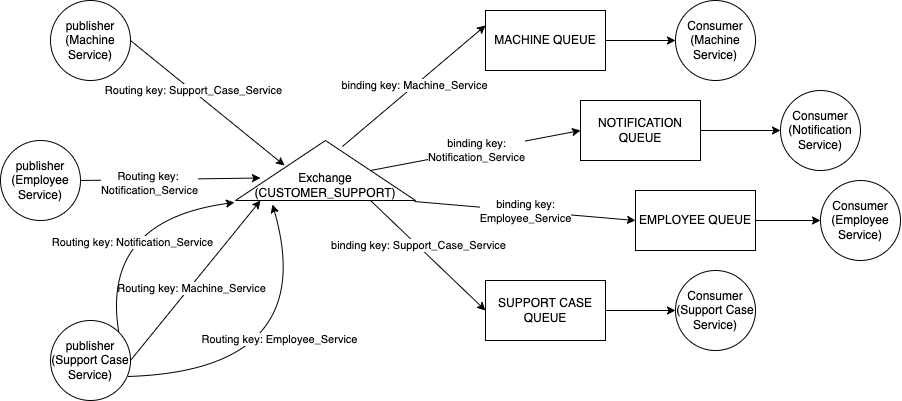 publisher
(Machine
Service)
Routing key: Support_Case_Service
publisher
(Employee
Service)
Routing key:
Notification_Service
publisher
(Support Case
Service)
Routing key: Notification_Service
Routing key: Machine_Service
Routing key: Employee_Service
Exchange
(CUSTOMER_SUPPORT)
binding key: Machine_Service
MACHINE QUEUE
Consumer
(Machine
Service)
binding key:
Notification_Service
NOTIFICATION
QUEUE
Consumer
(Notification
Service)
binding key:
Employee_Service
EMPLOYEE QUEUE
Consumer
(Employee
Service)
binding key: Support_Case_Service
SUPPORT CASE
QUEUE
Consumer
(Support Case
Service)